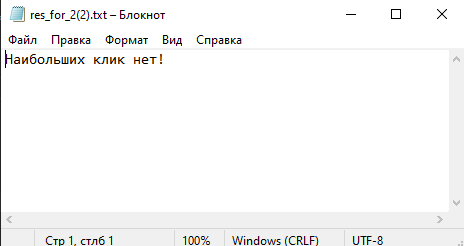 res_for_2(2).txt – Блокнот
Файл Правка Формат Вид Справка
Наибольших клик нет!
Стр 1, стлб 1 100% Windows (CRLF) UTF-8